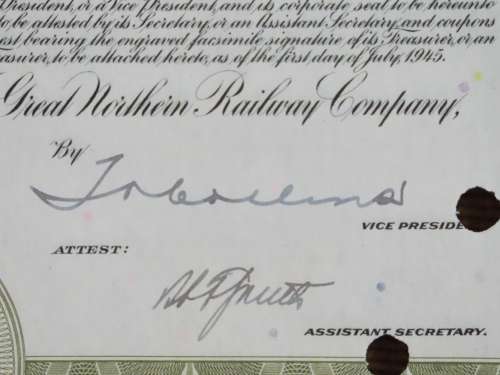 President, or a Vice President, and its corporate seal to be hereunto
to be attested by its Secretary, or an Assistant Secretary, and coupons
est bearing the engraved facsimile signature of its Treasurer, or an
easurer, to be attached hereto, as of the first day of July, 1945.
Great Northern Railway Company,
By
VICE PRESIDE
ATTEST:
ASSISTANT SECRETARY.